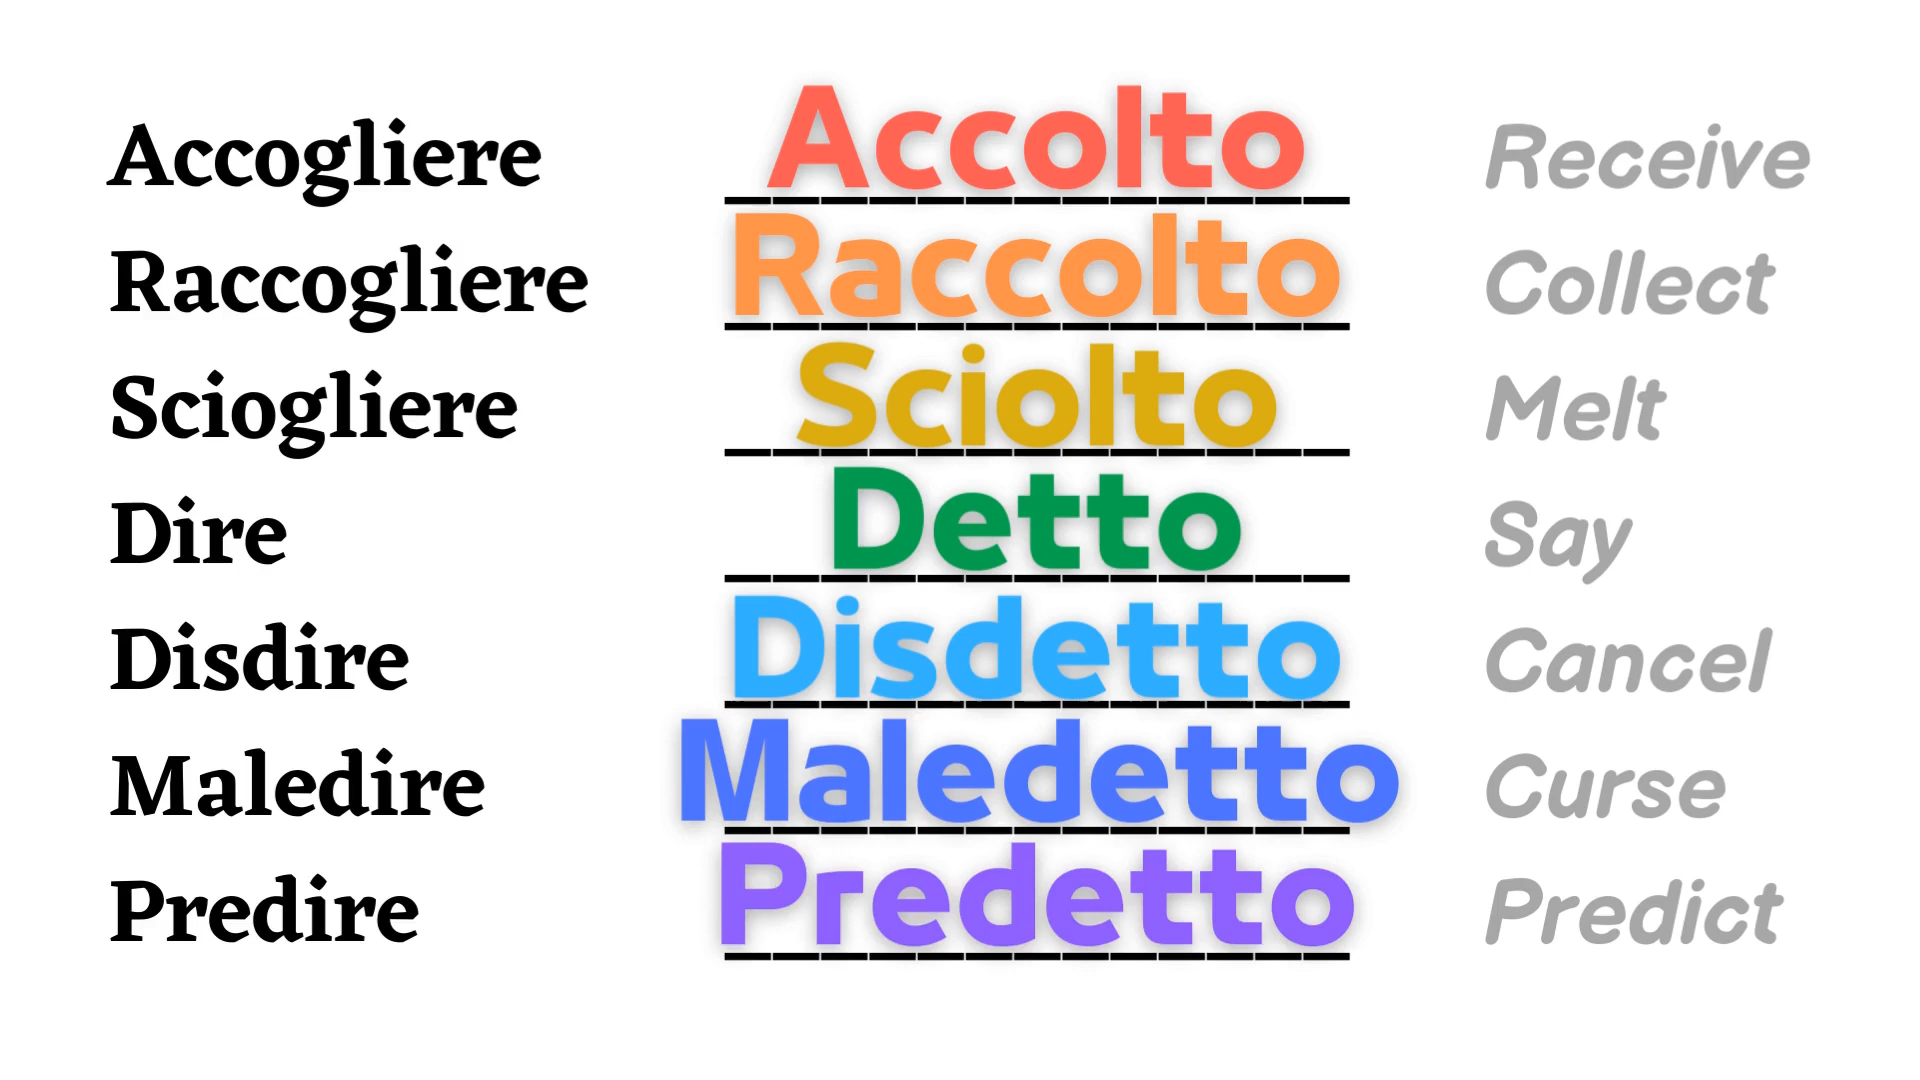 Accogliere Accolto Receive
Raccogliere Raccolto Collect
Sciogliere Sciolto Melt
Dire Detto Say
Disdire Disdetto Cancel
Maledire Maledetto Curse
Predire Predetto Predict